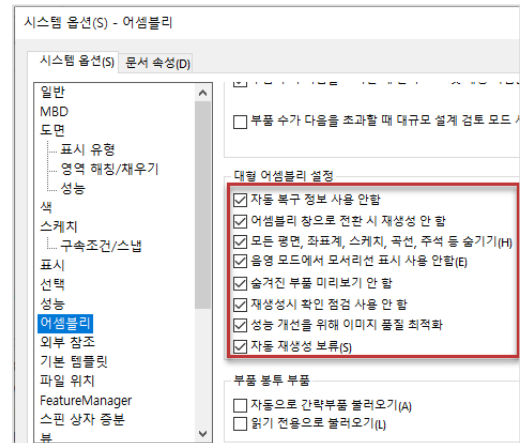 시스템 옵션(S) - 어셈블리
시스템 옵션(S)
문서 속성(D)
일반
MBD
도면
표시 유형
영역 해칭/채우기
성능
색
스케치
구속조건/스냅
표시
선택
성능
어셈블리
외부 참조
기본 템플릿
파일 위치
FeatureManager
스핀 상자 증분
뷰
부품 수가 다음을 초과할 때 대규모 설계 검토 모드
대형 어셈블리 설정
자동 복구 정보 사용 안함
어셈블리 창으로 전환 시 재생성 안 함
모든 평면, 좌표계, 스케치, 곡선, 주석 등 숨기기(H)
음영 모드에서 모서리선 표시 사용 안함(E)
숨겨진 부품 미리보기 안 함
재생성시 확인 점검 사용 안 함
성능 개선을 위해 이미지 품질 최적화
자동 재생성 보류(S)
부품 봉투 부품
자동으로 간략부품 불러오기(A)
읽기 전용으로 불러오기(L)